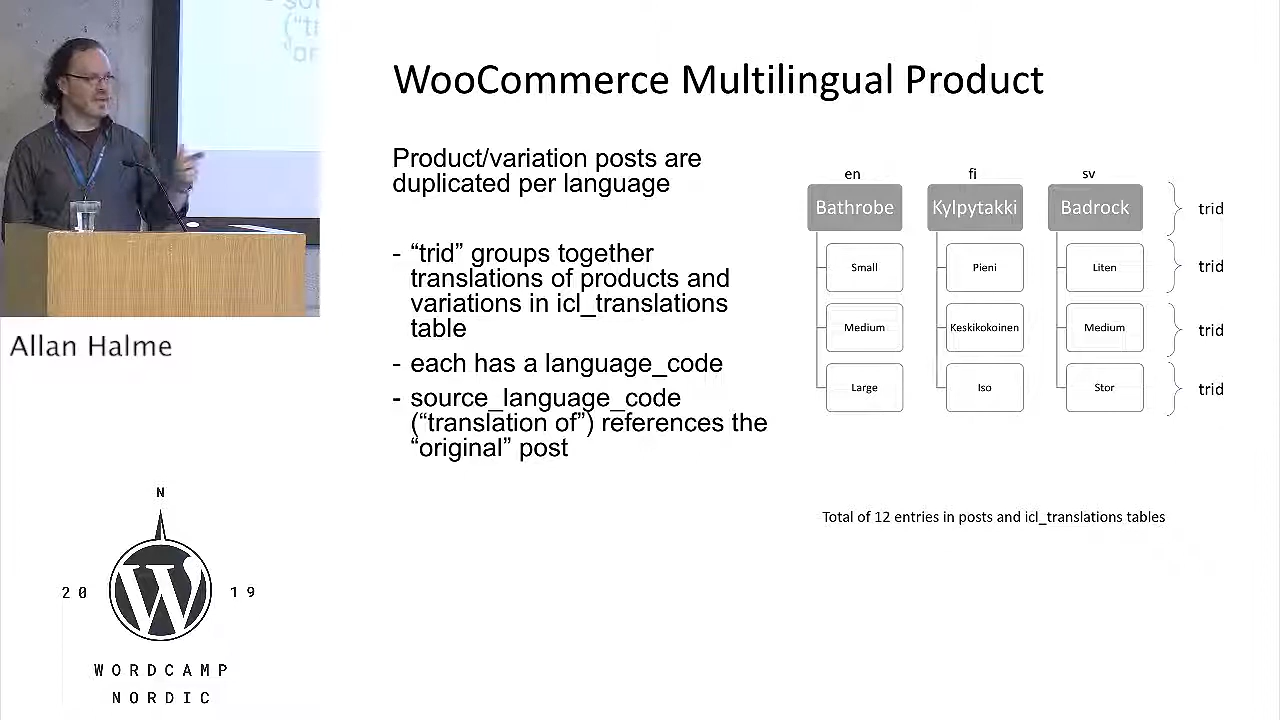 WooCommerce Multilingual Product
Product/variation posts are
duplicated per language
- “trid” groups together
translations of products and
variations in icl_translations
table
- each has a language_code
- source_language_code
(“translation of”) references the
“original” post
en fi sv
Bathrobe Kylpytakki Badrock trid
Small Pieni Liten trid
Medium Keskikokoinen Medium trid
Large Iso Stor trid
Total of 12 entries in posts and icl_translations tables
Allan Halme
N
20 19
W
WORDCAMP
NORDIC